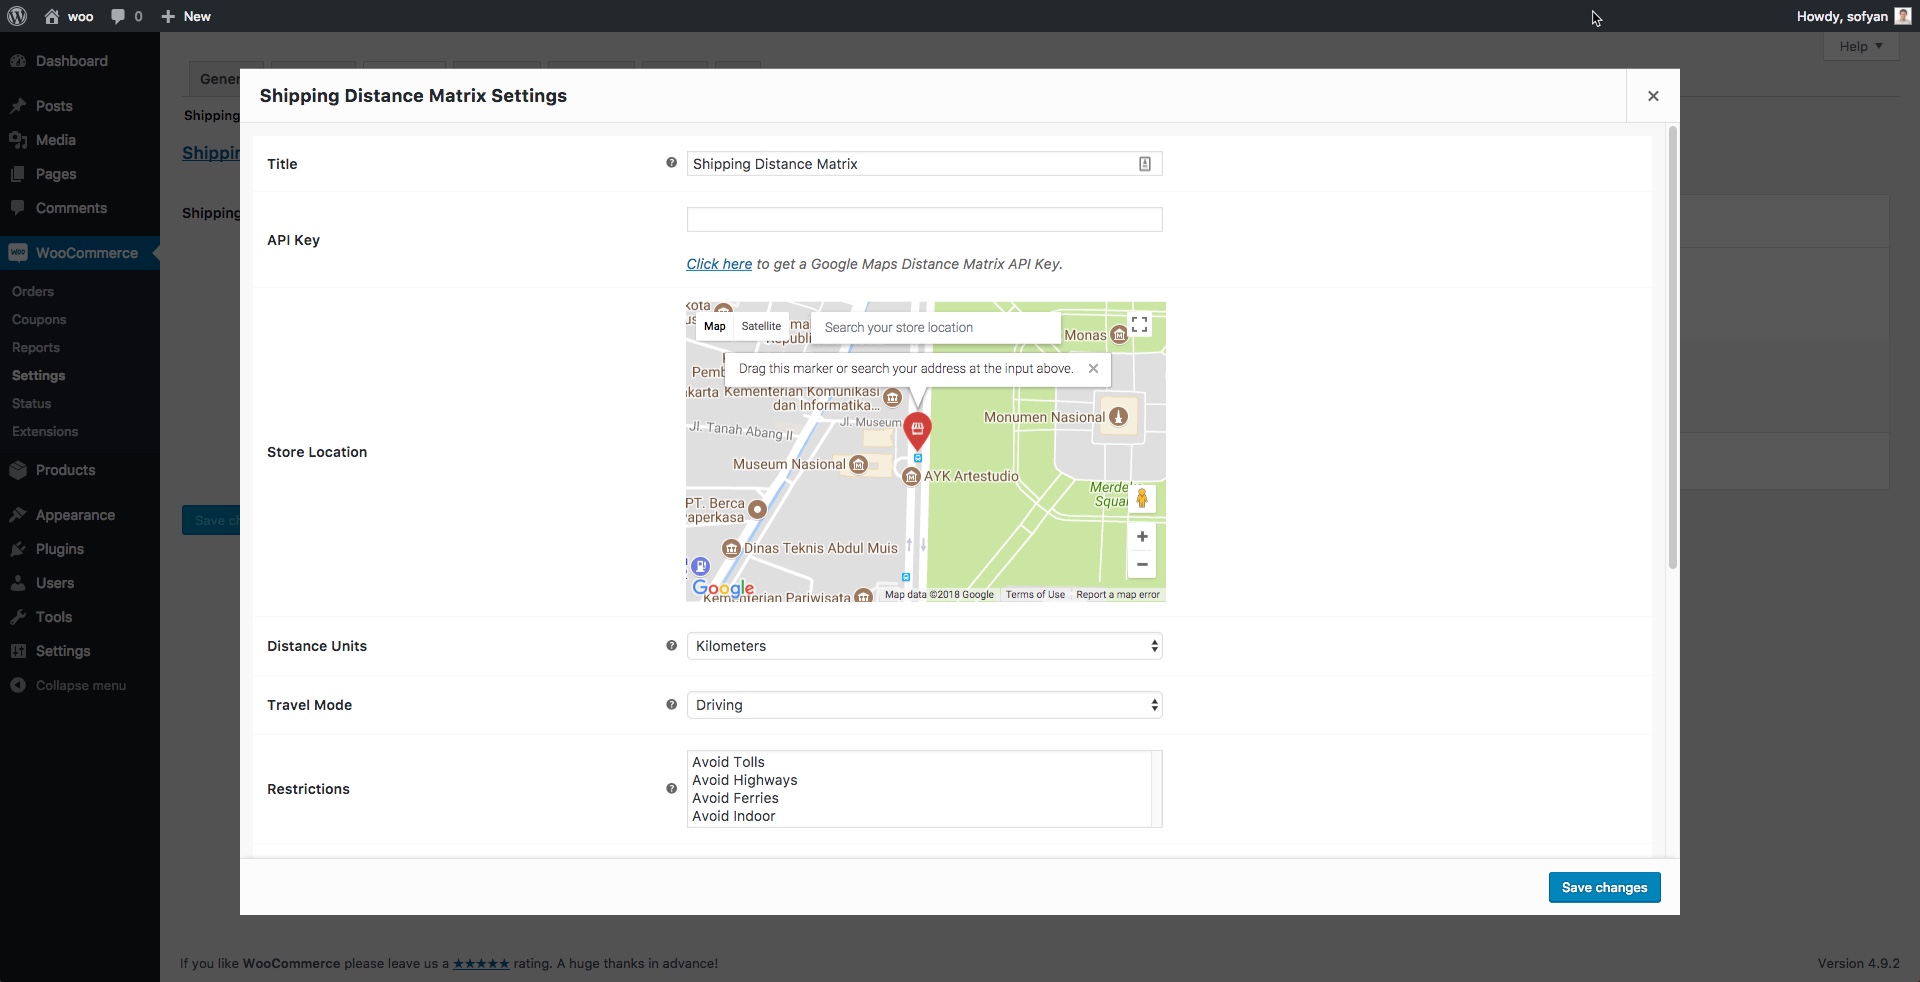 woo
0
New
Howdy, sofyan
Help
Dashboard
Posts
Media
Pages
Comments
WooCommerce
Orders
Coupons
Reports
Settings
Status
Extensions
Products
Appearance
Plugins
Users
Tools
Settings
Collapse menu
Shipping
Shipping
Shipping Distance Matrix Settings
Title
Shipping Distance Matrix
API Key
Click here to get a Google Maps Distance Matrix API Key.
Store Location
Map
Satellite
Search your store location
Monas
Drag this marker or search your address at the input above.
Kementerian Komunikasi
dan Informatika...
Jl. Museum
Jl. Tanah Abang II
Monumen Nasional
Museum Nasional
AYK Artestudio
PT. Berca
Dinas Teknis Abdul Muis
Google
Kementerian Pariwisata
Map data ©2018 Google
Terms of Use
Report a map error
Distance Units
Kilometers
Travel Mode
Driving
Restrictions
Avoid Tolls
Avoid Highways
Avoid Ferries
Avoid Indoor
Save changes
If you like WooCommerce please leave us a ★★★★★ rating. A huge thanks in advance!
Version 4.9.2